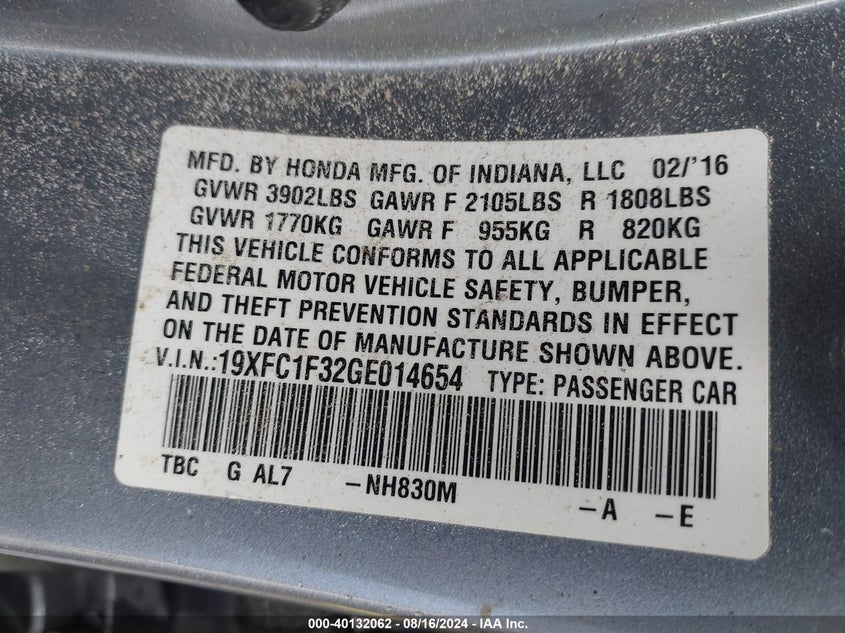 MFD. BY HONDA MFG. OF INDIANA, LLC 02/'16
GVWR 3902LBS GAWR F 2105LBS R 1808LBS
GVWR 1770KG GAWR F 955KG R 820KG
THIS VEHICLE CONFORMS TO ALL APPLICABLE
FEDERAL MOTOR VEHICLE SAFETY, BUMPER,
AND THEFT PREVENTION STANDARDS IN EFFECT
ON THE DATE OF MANUFACTURE SHOWN ABOVE.
V.I.N.:19XFC1F32GE014654 TYPE: PASSENGER CAR
TBC G AL7 -NH830M -A -E
000-40132062 - 08/16/2024 - IAA Inc.